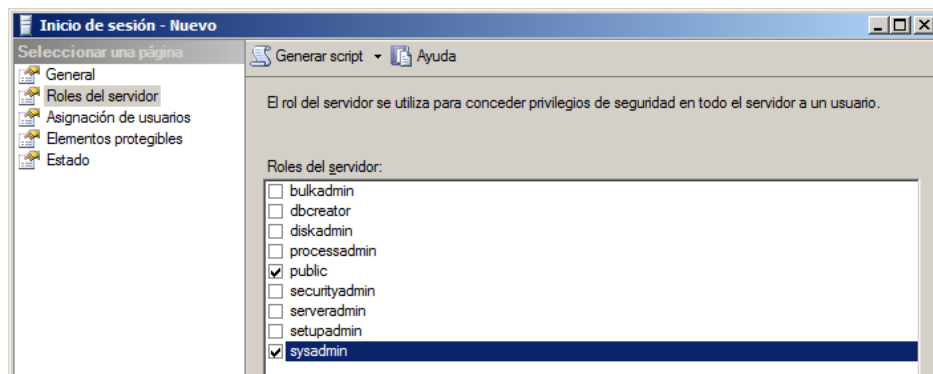 Inicio de sesión - Nuevo
Seleccionar una página
General
Roles del servidor
Asignación de usuarios
Elementos protegibles
Estado
Generar script
Ayuda
El rol del servidor se utiliza para conceder privilegios de seguridad en todo el servidor a un usuario.
Roles del servidor:
bulkadmin
dbcreator
diskadmin
processadmin
public
securityadmin
serveradmin
setupadmin
sysadmin